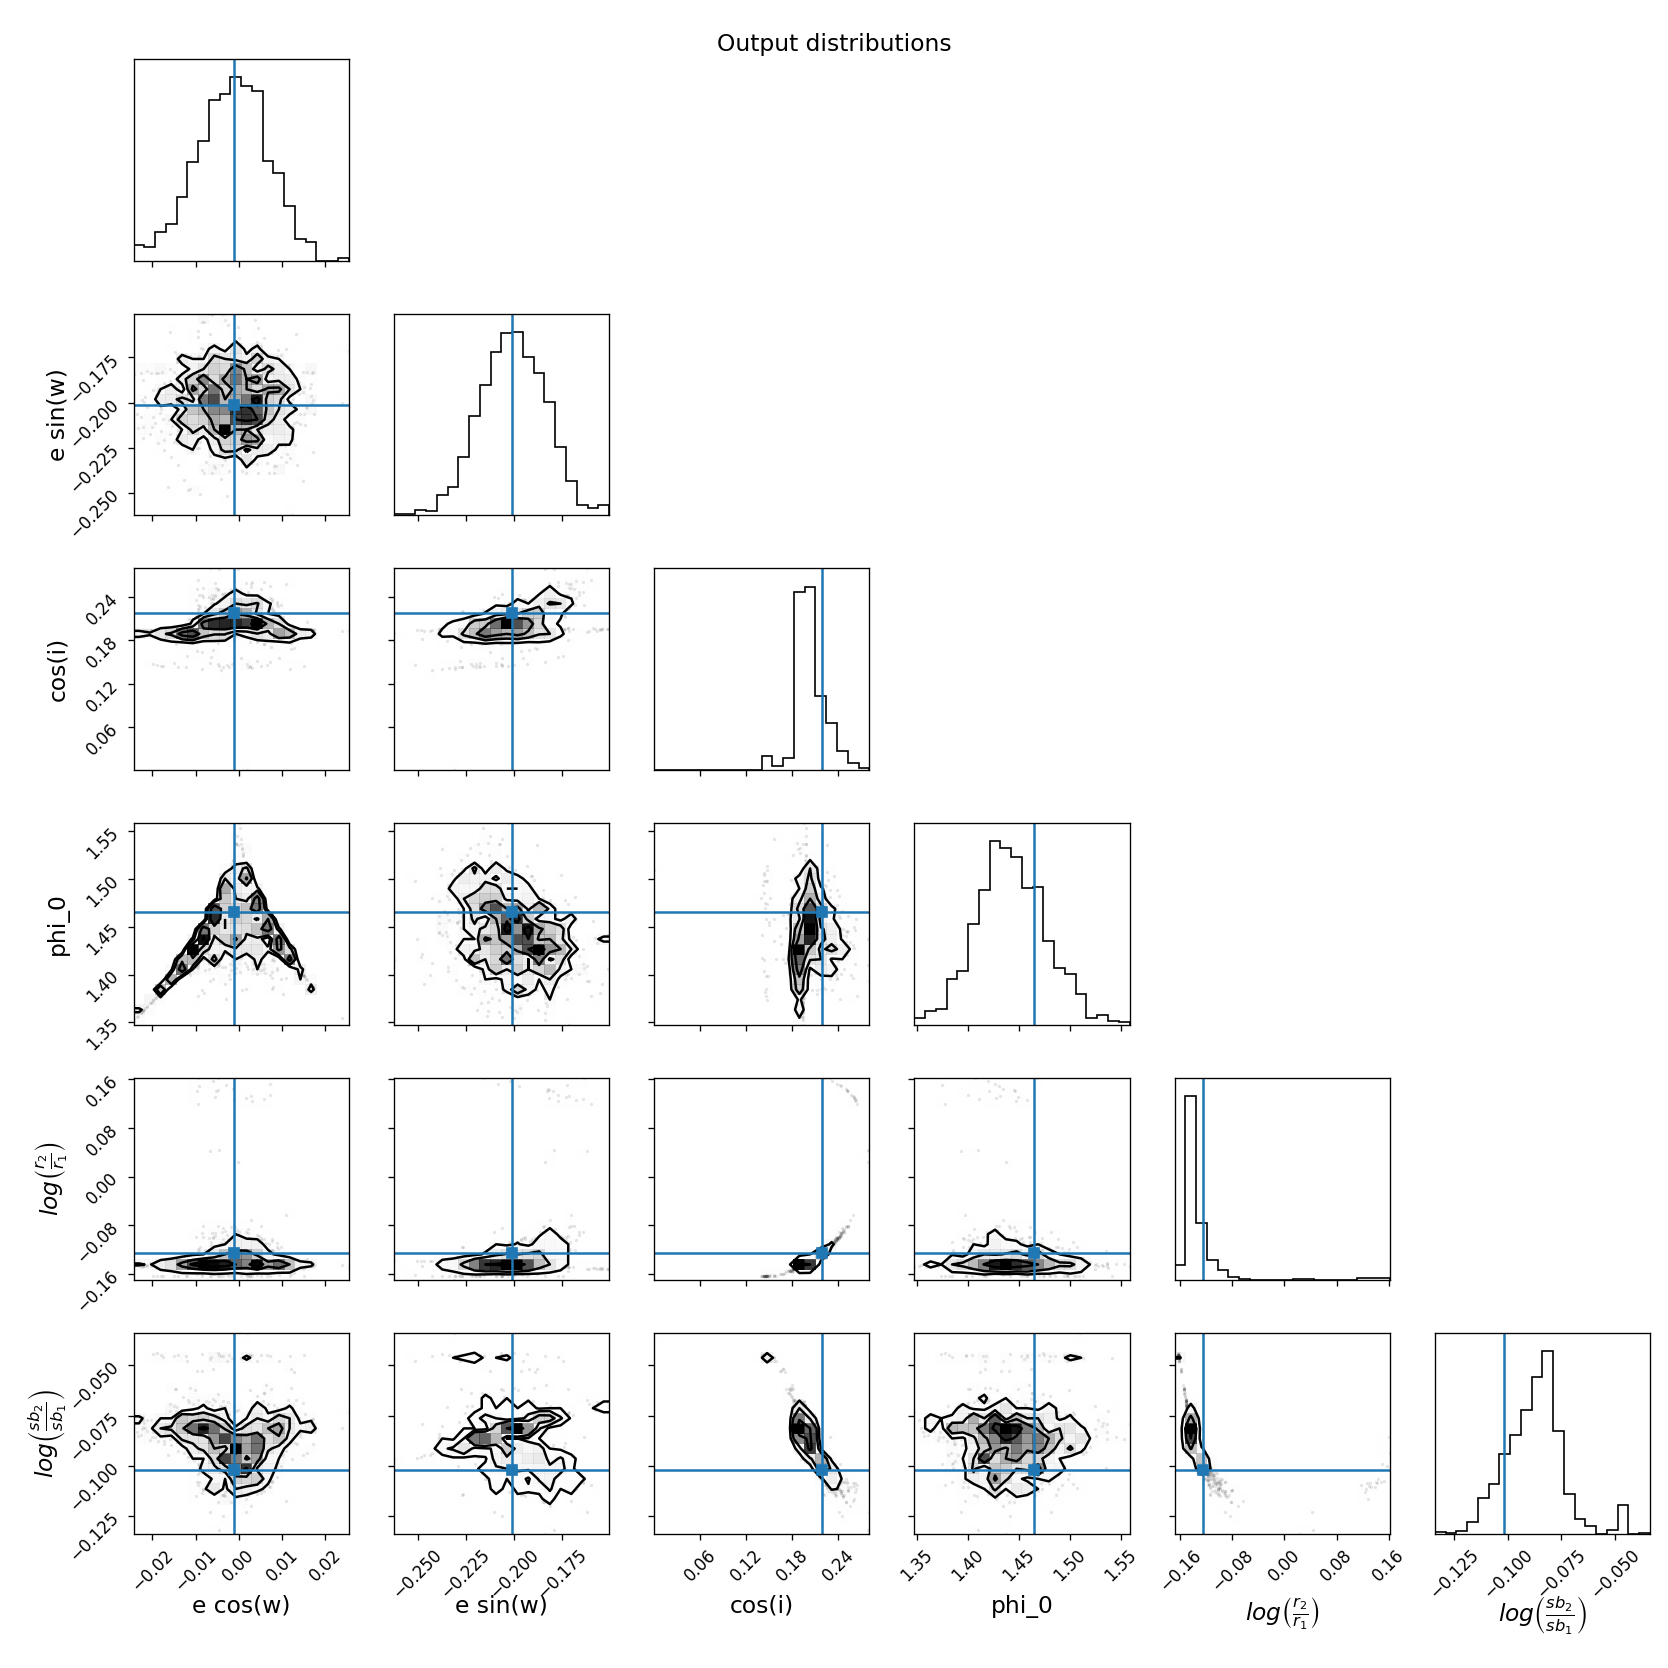 Output distributions
e sin(w)
−0.175
−0.200
−0.225
−0.250
cos(i)
0.24
0.18
0.12
0.06
phi_0
1.55
1.50
1.45
1.40
1.35
log(r₂/r₁)
0.16
0.08
0.00
−0.08
−0.16
log(sb₂/sb₁)
−0.050
−0.075
−0.100
−0.125
−0.02 −0.01 0.00 0.01 0.02
e cos(w)
−0.250 −0.225 −0.200 −0.175
e sin(w)
0.06 0.12 0.18 0.24
cos(i)
1.35 1.40 1.45 1.50 1.55
phi_0
−0.16 −0.08 0.00 0.08 0.16
log(r₂/r₁)
−0.125 −0.100 −0.075 −0.050
log(sb₂/sb₁)